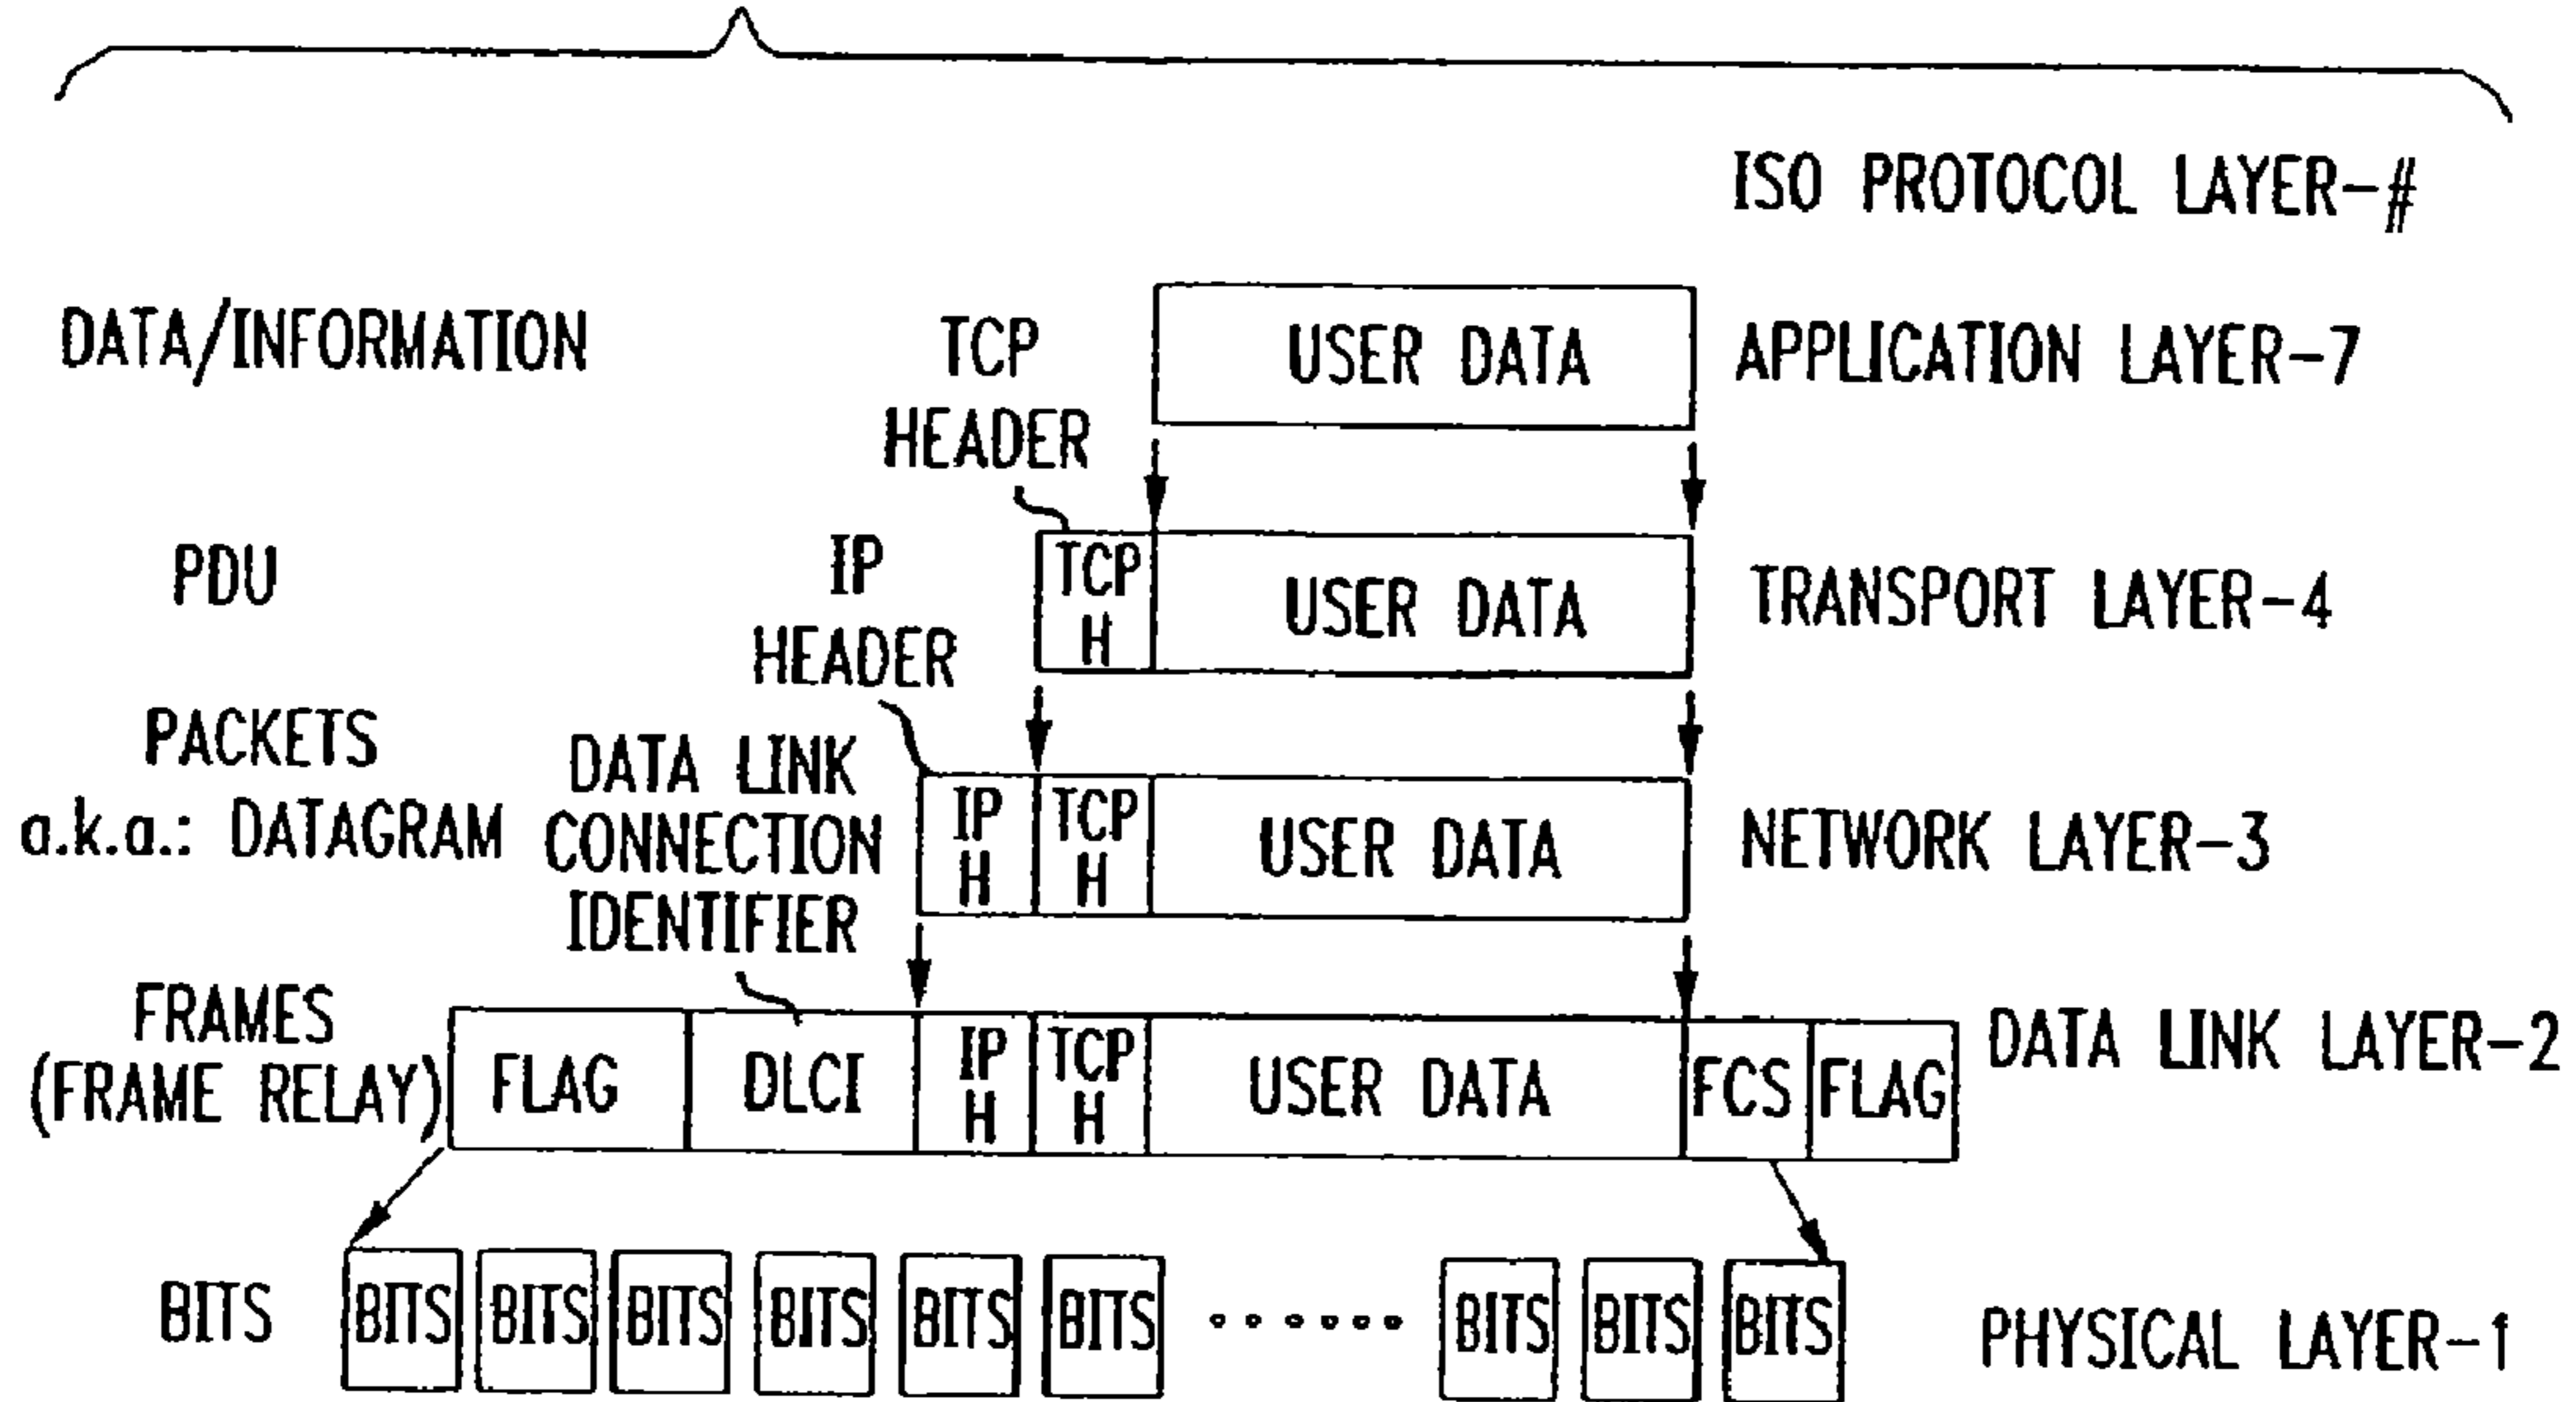 ISO PROTOCOL LAYER-#
DATA/INFORMATION
TCP
HEADER
USER DATA
APPLICATION LAYER-7
PDU
IP
HEADER
TCP
H
USER DATA
TRANSPORT LAYER-4
PACKETS
a.k.a.: DATAGRAM
DATA LINK
CONNECTION
IDENTIFIER
IP
H
TCP
H
USER DATA
NETWORK LAYER-3
FRAMES
(FRAME RELAY)
FLAG
DLCI
IP
H
TCP
H
USER DATA
FCS
FLAG
DATA LINK LAYER-2
BITS
BITS
BITS
BITS
BITS
BITS
BITS
BITS
BITS
BITS
PHYSICAL LAYER-1